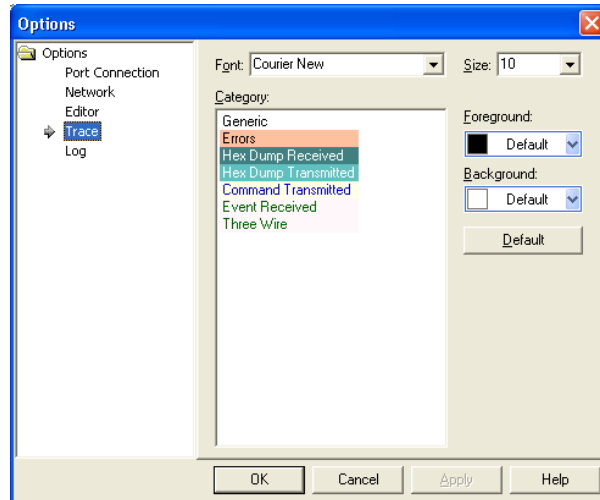 Options
Options
Port Connection
Network
Editor
Trace
Log
Font: Courier New
Size: 10
Category:
Generic
Errors
Hex Dump Received
Hex Dump Transmitted
Command Transmitted
Event Received
Three Wire
Foreground:
Default
Background:
Default
Default
OK
Cancel
Apply
Help